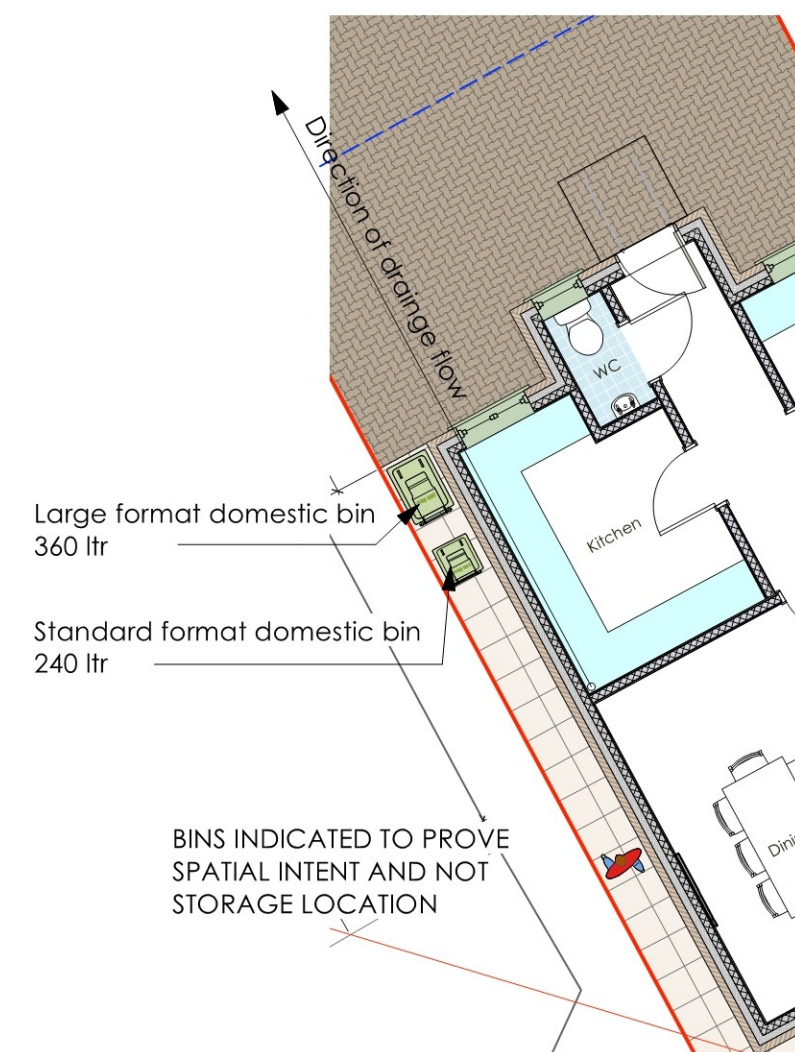 Direction of drainge flow
WC
Kitchen
Large format domestic bin
360 ltr
Standard format domestic bin
240 ltr
BINS INDICATED TO PROVE
SPATIAL INTENT AND NOT
STORAGE LOCATION